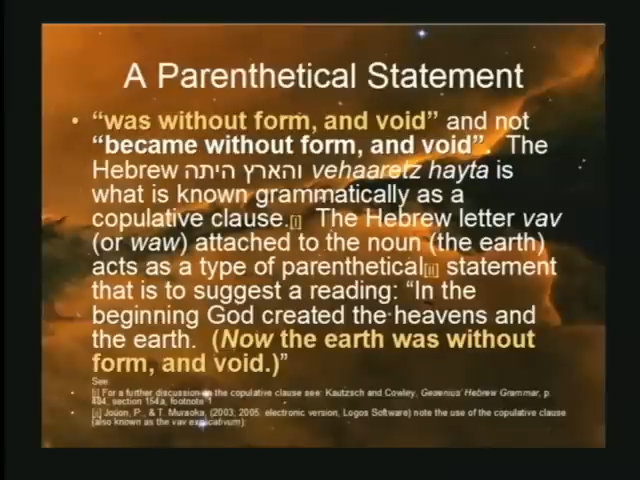 A Parenthetical Statement
• “was without form, and void” and not
“became without form, and void”. The
Hebrew והארץ היתה vehaaretz hayta is
what is known grammatically as a
copulative clause.[i] The Hebrew letter vav
(or waw) attached to the noun (the earth)
acts as a type of parenthetical[ii] statement
that is to suggest a reading: “In the
beginning God created the heavens and
the earth. (Now the earth was without
form, and void.)”
See:
• [i] For a further discussion on the copulative clause see: Kautzsch and Cowley, Gesenius' Hebrew Grammar, p.
484, section 154a, footnote 1
• [ii] Joüon, P., & T. Muraoka, (2003; 2005. electronic version, Logos Software) note the use of the copulative clause
(also known as the vav explicativum):